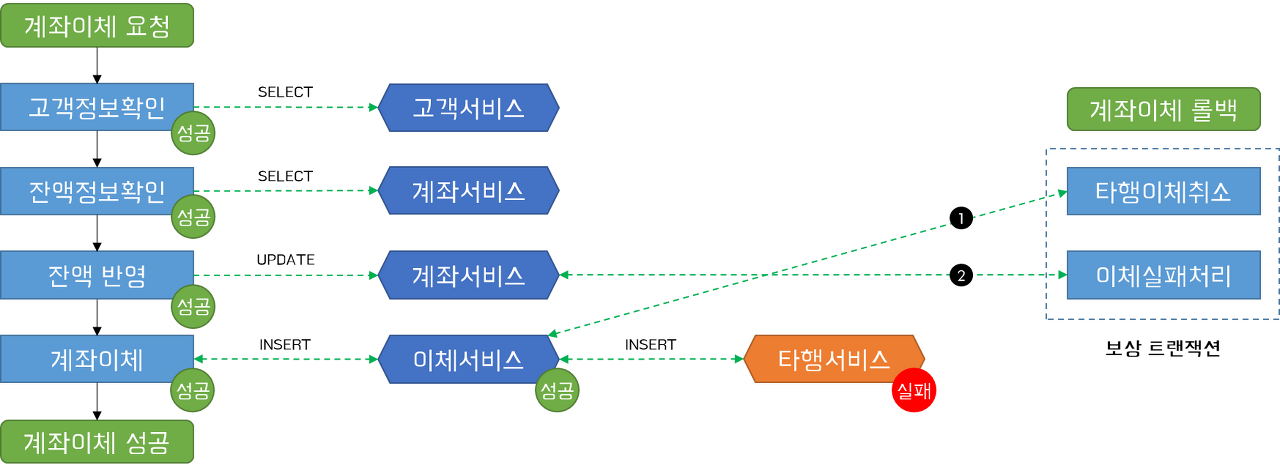 계좌이체 요청
고객정보확인
성공
SELECT
고객서비스
계좌이체 롤백
잔액정보확인
성공
SELECT
계좌서비스
타행이체취소
1
잔액 반영
성공
UPDATE
계좌서비스
2
이체실패처리
계좌이체
성공
INSERT
이체서비스
성공
INSERT
타행서비스
실패
보상 트랜잭션
계좌이체 성공